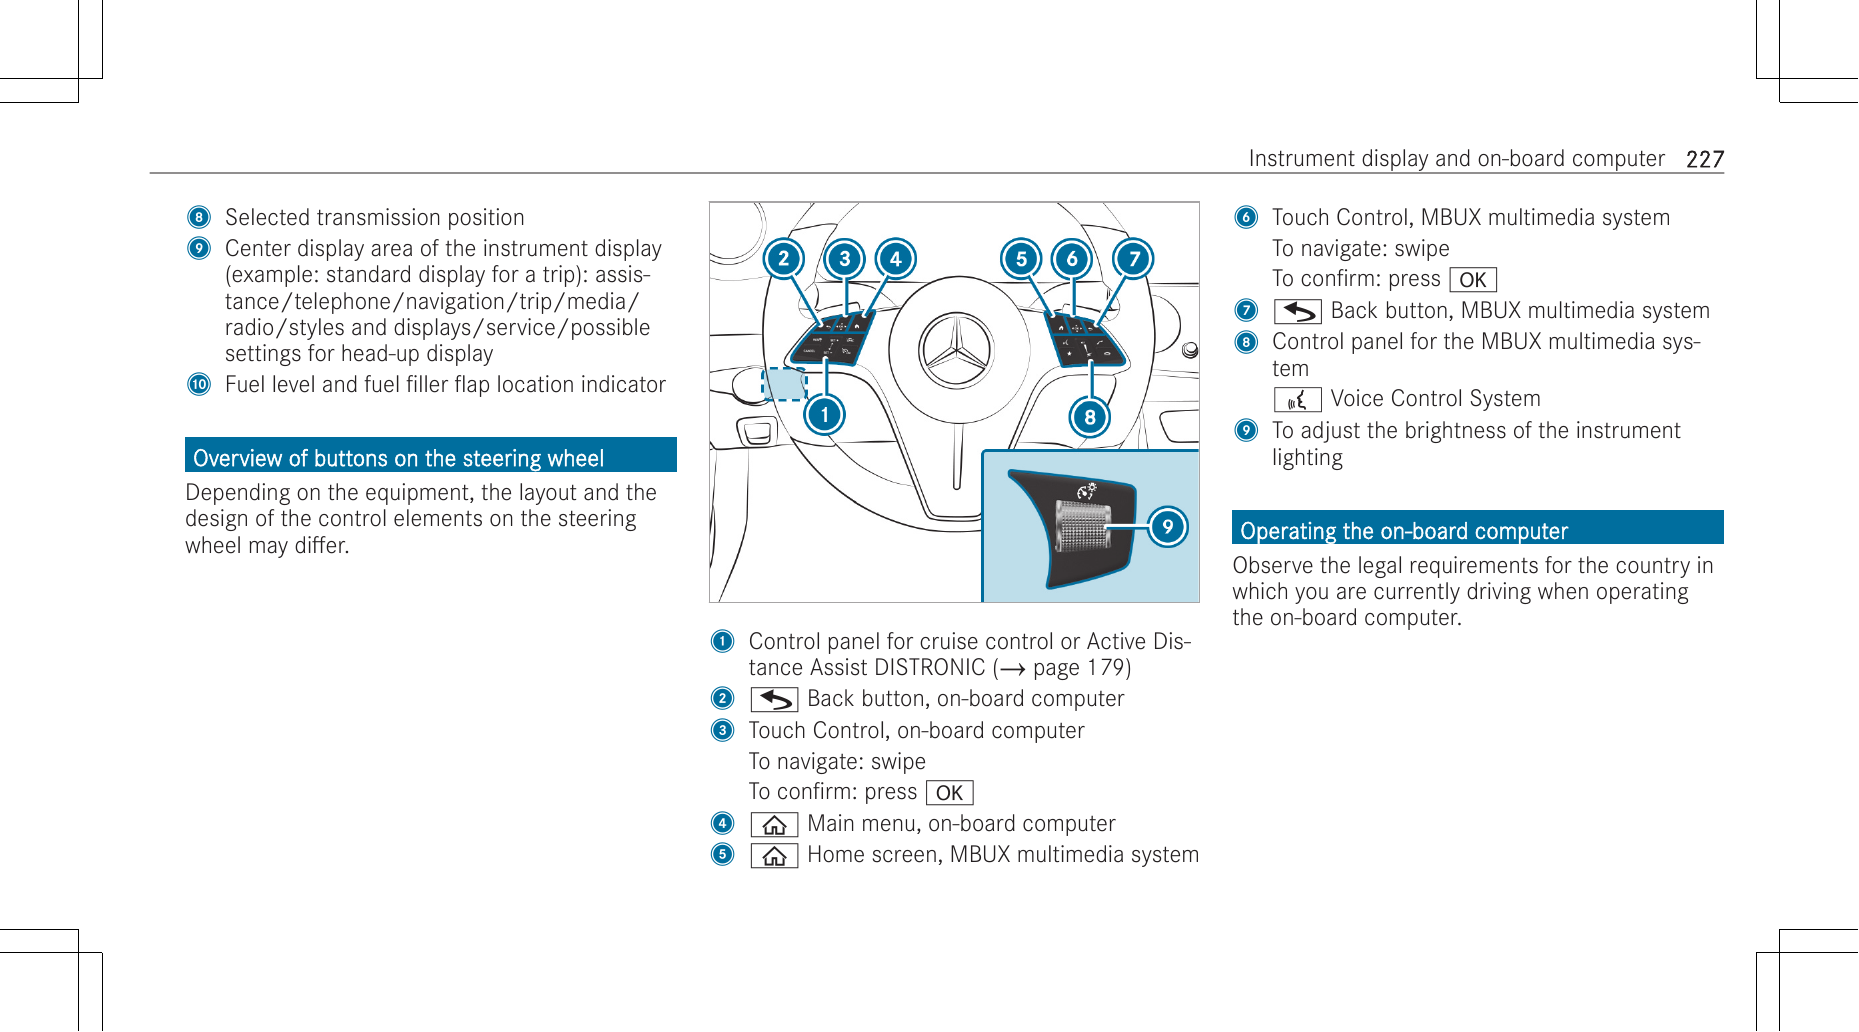 Instrument display and on-board computer 227
8 Selected transmission position
9 Center display area of the instrument display
(example: standard display for a trip): assis-
tance/telephone/navigation/trip/media/
radio/styles and displays/service/possible
settings for head-up display
10 Fuel level and fuel filler flap location indicator
Overview of buttons on the steering wheel
Depending on the equipment, the layout and the
design of the control elements on the steering
wheel may differ.
2 3 4 5 6 7
1 8
9
1 Control panel for cruise control or Active Dis-
tance Assist DISTRONIC (→ page 179)
2 Back button, on-board computer
3 Touch Control, on-board computer
To navigate: swipe
To confirm: press OK
4 Main menu, on-board computer
5 Home screen, MBUX multimedia system
6 Touch Control, MBUX multimedia system
To navigate: swipe
To confirm: press OK
7 Back button, MBUX multimedia system
8 Control panel for the MBUX multimedia sys-
tem
Voice Control System
9 To adjust the brightness of the instrument
lighting
Operating the on-board computer
Observe the legal requirements for the country in
which you are currently driving when operating
the on-board computer.